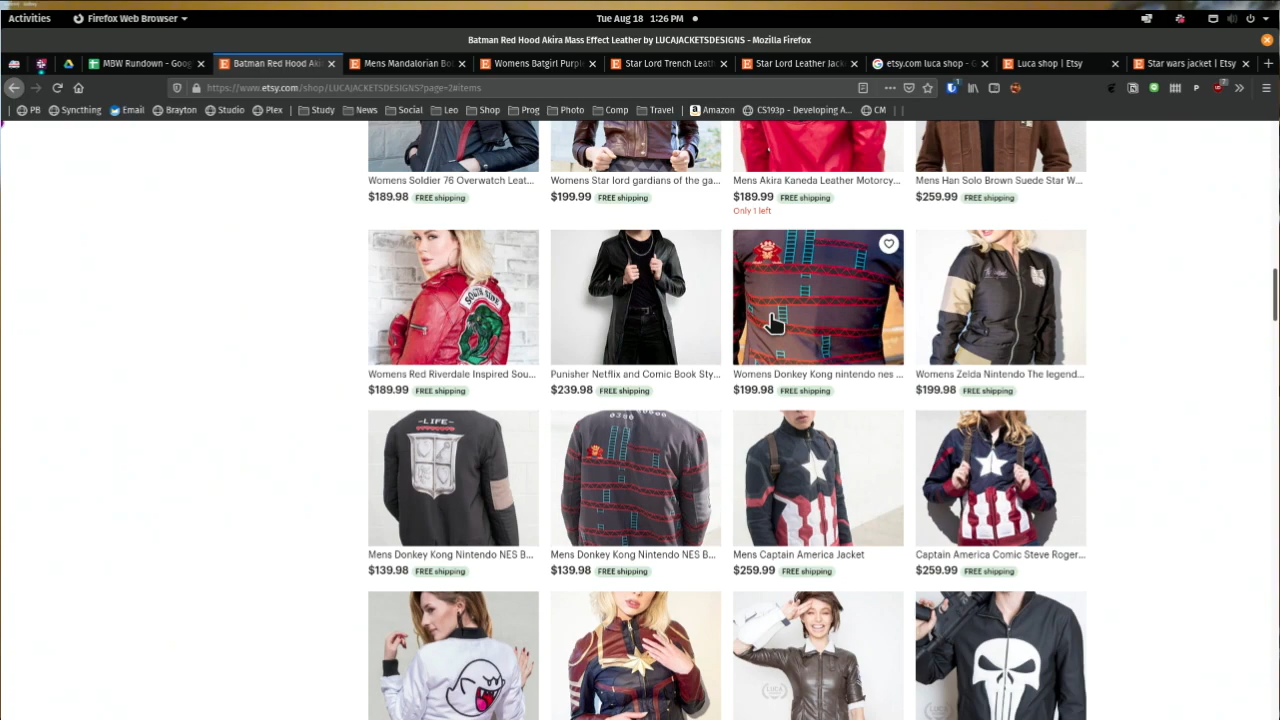 Activities
Firefox Web Browser
Tue Aug 18 1:26 PM
Batman Red Hood Akira Mass Effect Leather by LUCAJACKETSDESIGNS - Mozilla Firefox
MBW Rundown - Goog
Batman Red Hood Aki
Mens Mandalorian Bo
Womens Batgirl Purple
Star Lord Trench Leath
Star Lord Leather Jack
etsy.com luca shop - G
Luca shop | Etsy
Star wars jacket | Etsy
https://www.etsy.com/shop/LUCAJACKETSDESIGNS?page=2#items
PB
Syncthing
Email
Brayton
Studio
Plex
Study
News
Social
Leo
Shop
Prog
Photo
Comp
Travel
Amazon
CS193p - Developing A...
CM
Womens Soldier 76 Overwatch Leat...
$189.98 FREE shipping
Womens Star lord gardians of the ga...
$199.99 FREE shipping
Mens Akira Kaneda Leather Motorcy...
$189.99 FREE shipping
Only 1 left
Mens Han Solo Brown Suede Star W...
$259.99 FREE shipping
SOUTH SIDE
Womens Red Riverdale Inspired Sou...
$189.99 FREE shipping
Punisher Netflix and Comic Book Sty...
$239.98 FREE shipping
Womens Donkey Kong nintendo nes ...
$199.98 FREE shipping
Womens Zelda Nintendo The legend...
$199.98 FREE shipping
-LIFE-
Mens Donkey Kong Nintendo NES B...
$139.98 FREE shipping
Mens Donkey Kong Nintendo NES B...
$139.98 FREE shipping
Mens Captain America Jacket
$259.99 FREE shipping
Captain America Comic Steve Roger...
$259.99 FREE shipping